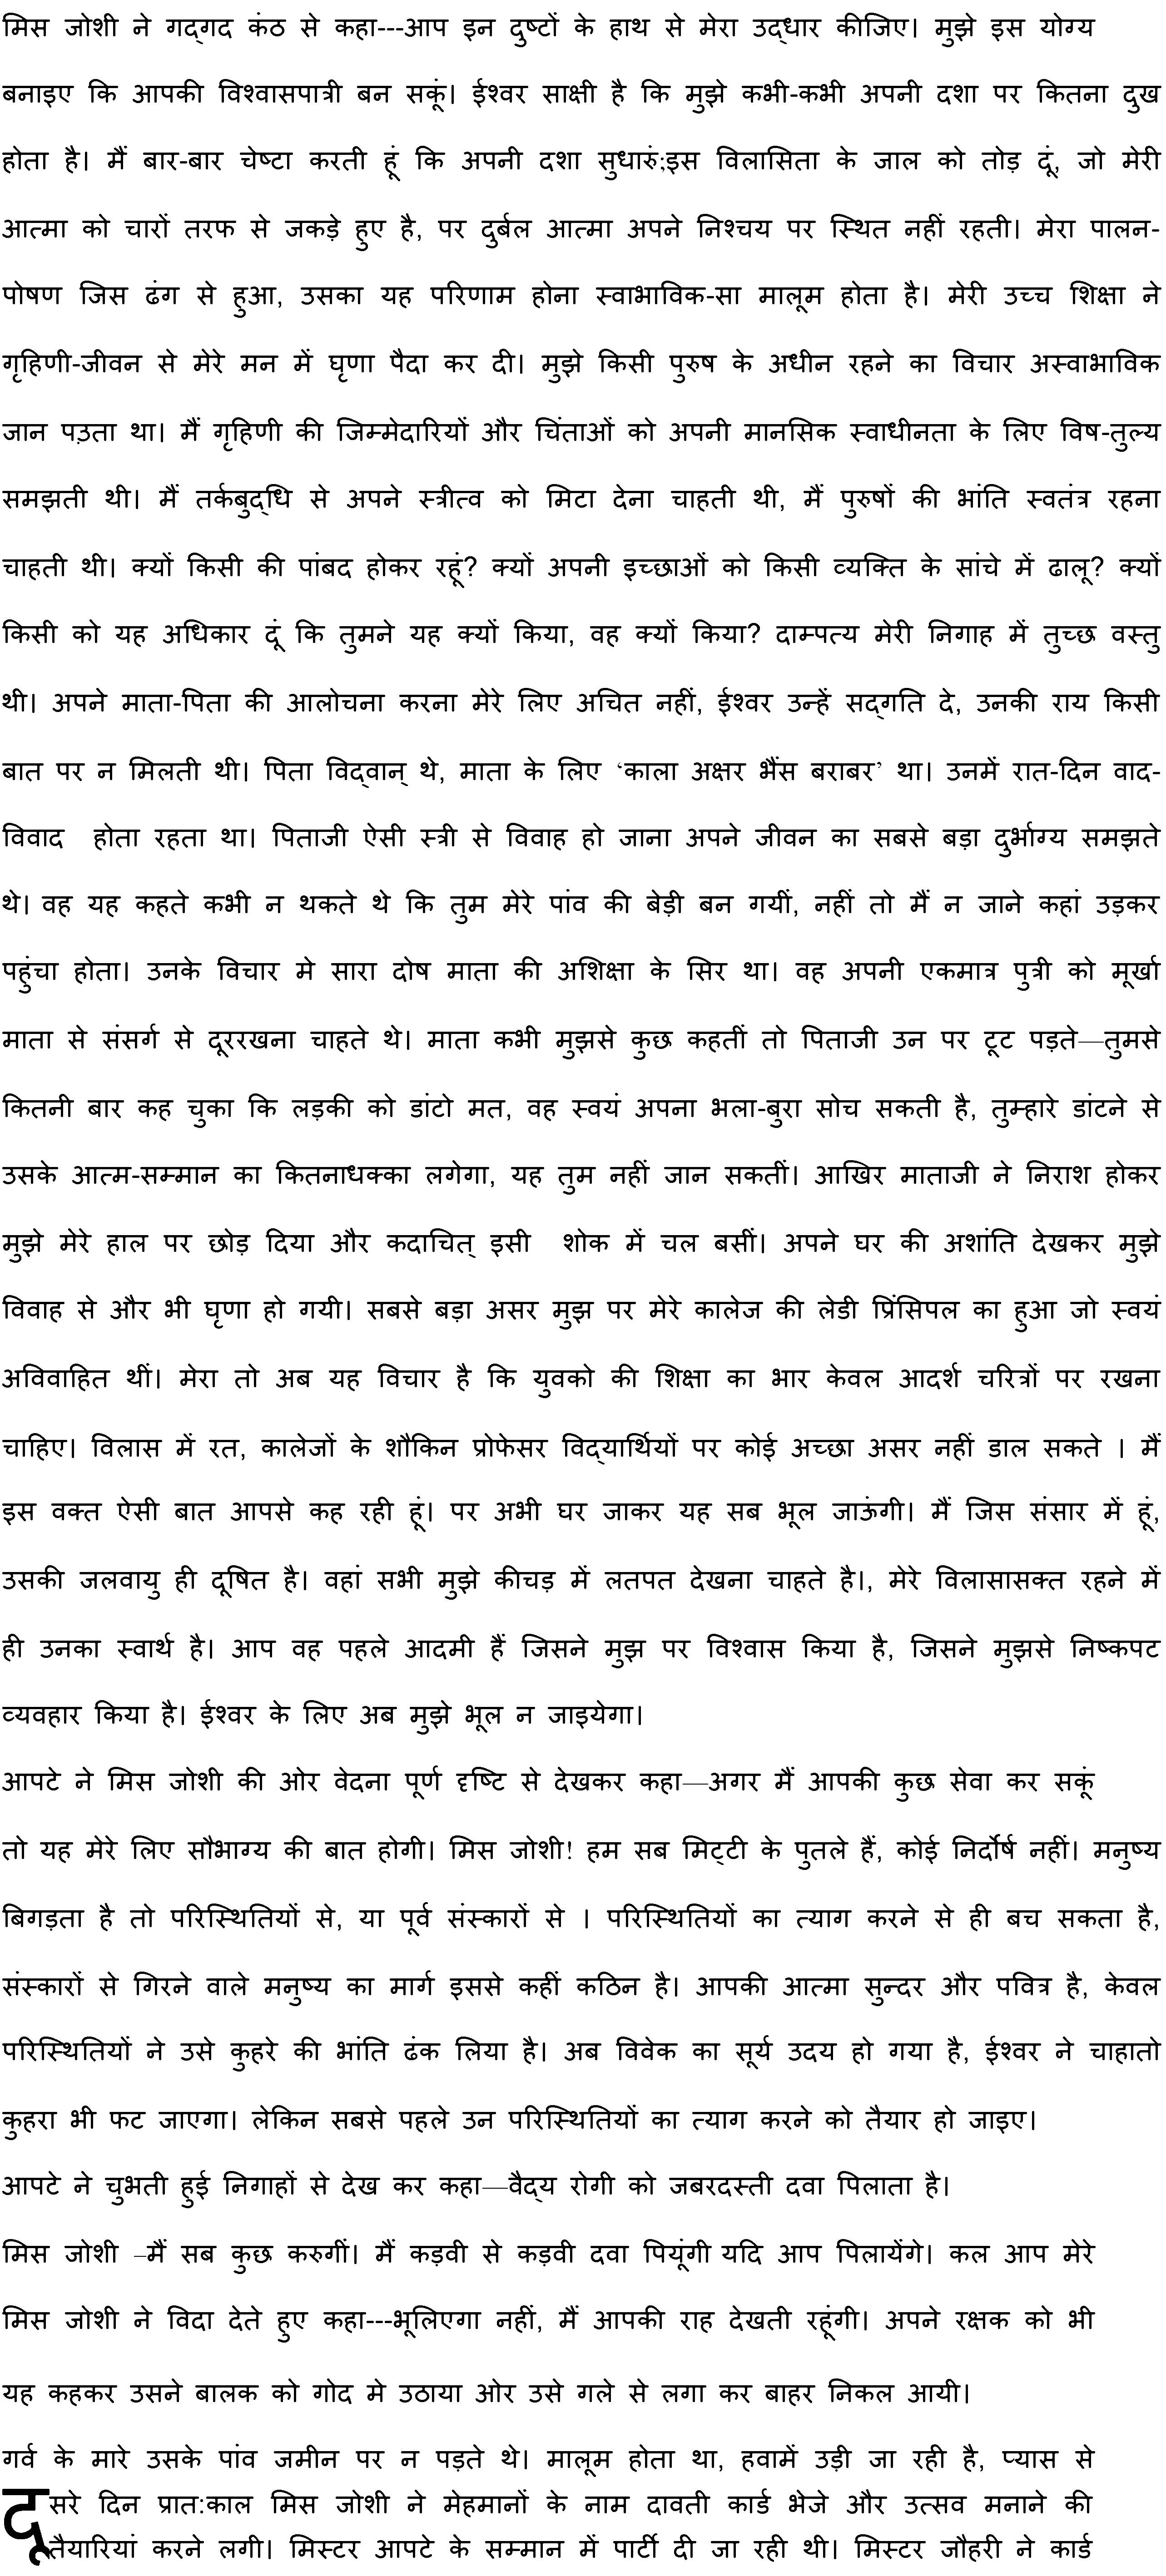 मिस जोशी ने गद्‌गद कंठ से कहा---आप इन दुष्टों के हाथ से मेरा उद्‌धार कीजिए। मुझे इस योग्य
बनाइए कि आपकी विश्वासपात्री बन सकूं। ईश्वर साक्षी है कि मुझे कभी-कभी अपनी दशा पर कितना दुख
होता है। मैं बार-बार चेष्टा करती हूं कि अपनी दशा सुधारुं;इस विलासिता के जाल को तोड़ दूं, जो मेरी
आत्मा को चारों तरफ से जकड़े हुए है, पर दुर्बल आत्मा अपने निश्चय पर स्थित नहीं रहती। मेरा पालन-
पोषण जिस ढंग से हुआ, उसका यह परिणाम होना स्वाभाविक-सा मालूम होता है। मेरी उच्च शिक्षा ने
गृहिणी-जीवन से मेरे मन में घृणा पैदा कर दी। मुझे किसी पुरुष के अधीन रहने का विचार अस्वाभाविक
जान पउ़ता था। मैं गृहिणी की जिम्मेदारियों और चिंताओं को अपनी मानसिक स्वाधीनता के लिए विष-तुल्य
समझती थी। मैं तर्कबुद्‌धि से अपने स्त्रीत्व को मिटा देना चाहती थी, मैं पुरुषों की भांति स्वतंत्र रहना
चाहती थी। क्यों किसी की पांबद होकर रहूं? क्यों अपनी इच्छाओं को किसी व्यक्ति के सांचे में ढालू? क्यों
किसी को यह अधिकार दूं कि तुमने यह क्यों किया, वह क्यों किया? दाम्पत्य मेरी निगाह में तुच्छ वस्तु
थी। अपने माता-पिता की आलोचना करना मेरे लिए अचित नहीं, ईश्वर उन्हें सद्‌गति दे, उनकी राय किसी
बात पर न मिलती थी। पिता विद्‌वान् थे, माता के लिए ‘काला अक्षर भैंस बराबर’ था। उनमें रात-दिन वाद-
विवाद होता रहता था। पिताजी ऐसी स्त्री से विवाह हो जाना अपने जीवन का सबसे बड़ा दुर्भाग्य समझते
थे। वह यह कहते कभी न थकते थे कि तुम मेरे पांव की बेड़ी बन गयीं, नहीं तो मैं न जाने कहां उड़कर
पहुंचा होता। उनके विचार मे सारा दोष माता की अशिक्षा के सिर था। वह अपनी एकमात्र पुत्री को मूर्खा
माता से संसर्ग से दूररखना चाहते थे। माता कभी मुझसे कुछ कहतीं तो पिताजी उन पर टूट पड़ते—तुमसे
कितनी बार कह चुका कि लड़की को डांटो मत, वह स्वयं अपना भला-बुरा सोच सकती है, तुम्हारे डांटने से
उसके आत्म-सम्मान का कितनाधक्का लगेगा, यह तुम नहीं जान सकतीं। आखिर माताजी ने निराश होकर
मुझे मेरे हाल पर छोड़ दिया और कदाचित् इसी शोक में चल बसीं। अपने घर की अशांति देखकर मुझे
विवाह से और भी घृणा हो गयी। सबसे बड़ा असर मुझ पर मेरे कालेज की लेडी प्रिंसिपल का हुआ जो स्वयं
अविवाहित थीं। मेरा तो अब यह विचार है कि युवको की शिक्षा का भार केवल आदर्श चरित्रों पर रखना
चाहिए। विलास में रत, कालेजों के शौकिन प्रोफेसर विद्‌यार्थियों पर कोई अच्छा असर नहीं डाल सकते । मैं
इस वक्त ऐसी बात आपसे कह रही हूं। पर अभी घर जाकर यह सब भूल जाऊंगी। मैं जिस संसार में हूं,
उसकी जलवायु ही दूषित है। वहां सभी मुझे कीचड़ में लतपत देखना चाहते है।, मेरे विलासासक्त रहने में
ही उनका स्वार्थ है। आप वह पहले आदमी हैं जिसने मुझ पर विश्वास किया है, जिसने मुझसे निष्कपट
व्यवहार किया है। ईश्वर के लिए अब मुझे भूल न जाइयेगा।
आपटे ने मिस जोशी की ओर वेदना पूर्ण दृष्टि से देखकर कहा—अगर मैं आपकी कुछ सेवा कर सकूं
तो यह मेरे लिए सौभाग्य की बात होगी। मिस जोशी! हम सब मिट्‌टी के पुतले हैं, कोई निर्दोर्ष नहीं। मनुष्य
बिगड़ता है तो परिस्थितियों से, या पूर्व संस्कारों से । परिस्थितियों का त्याग करने से ही बच सकता है,
संस्कारों से गिरने वाले मनुष्य का मार्ग इससे कहीं कठिन है। आपकी आत्मा सुन्दर और पवित्र है, केवल
परिस्थितियों ने उसे कुहरे की भांति ढंक लिया है। अब विवेक का सूर्य उदय हो गया है, ईश्वर ने चाहातो
कुहरा भी फट जाएगा। लेकिन सबसे पहले उन परिस्थितियों का त्याग करने को तैयार हो जाइए।
आपटे ने चुभती हुई निगाहों से देख कर कहा—वैद्‌य रोगी को जबरदस्ती दवा पिलाता है।
मिस जोशी –मैं सब कुछ करुगीं। मैं कड़वी से कड़वी दवा पियूंगी यदि आप पिलायेंगे। कल आप मेरे
मिस जोशी ने विदा देते हुए कहा---भूलिएगा नहीं, मैं आपकी राह देखती रहूंगी। अपने रक्षक को भी
यह कहकर उसने बालक को गोद मे उठाया ओर उसे गले से लगा कर बाहर निकल आयी।
गर्व के मारे उसके पांव जमीन पर न पड़ते थे। मालूम होता था, हवामें उड़ी जा रही है, प्यास से
दूसरे दिन प्रात:काल मिस जोशी ने मेहमानों के नाम दावती कार्ड भेजे और उत्सव मनाने की
तैयारियां करने लगी। मिस्टर आपटे के सम्मान में पार्टी दी जा रही थी। मिस्टर जौहरी ने कार्ड